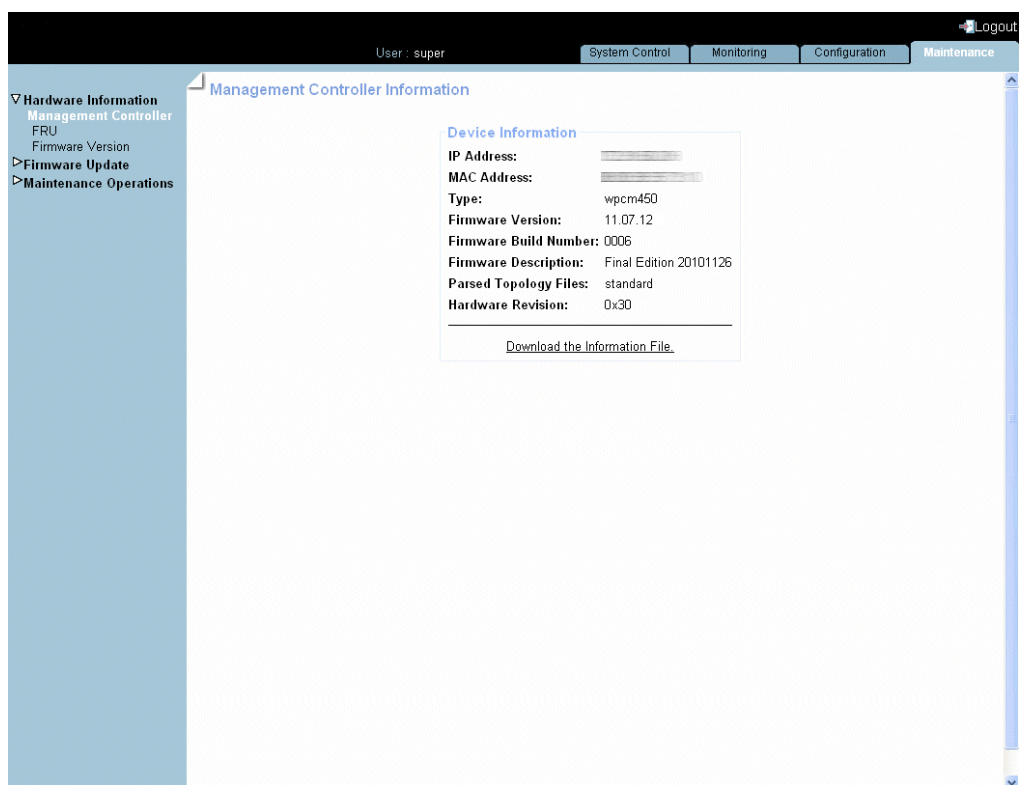 Logout
User : super
System Control
Monitoring
Configuration
Maintenance
Hardware Information
Management Controller
FRU
Firmware Version
Firmware Update
Maintenance Operations
Management Controller Information
Device Information
IP Address:
MAC Address:
Type: wpcm450
Firmware Version: 11.07.12
Firmware Build Number: 0006
Firmware Description: Final Edition 20101126
Parsed Topology Files: standard
Hardware Revision: 0x30
Download the Information File.